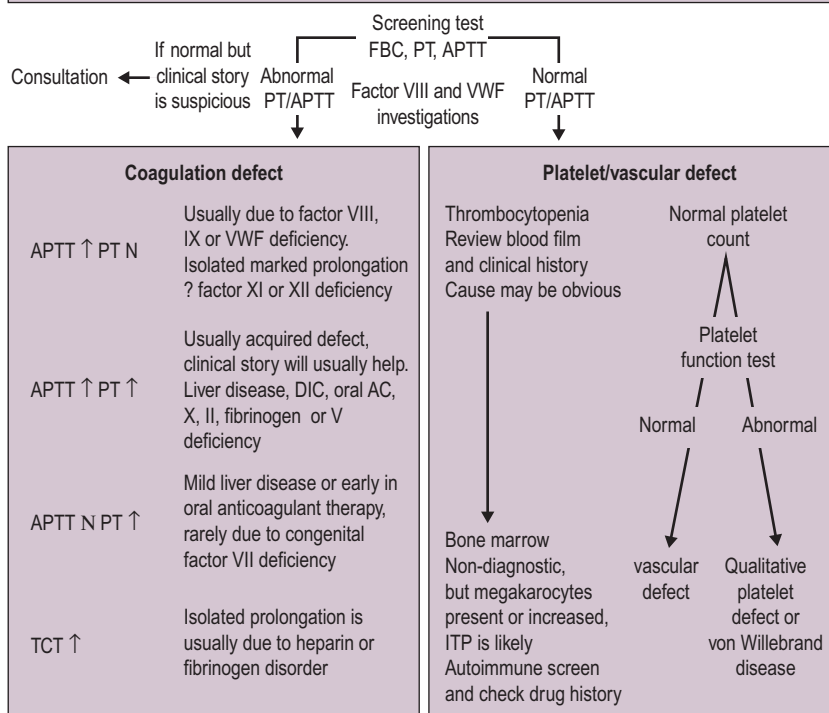 Screening test
FBC, PT, APTT
If normal but
clinical story
is suspicious
Consultation
Abnormal
PT/APTT
Factor VIII and VWF
investigations
Normal
PT/APTT
Coagulation defect
APTT ↑ PT N
Usually due to factor VIII,
IX or VWF deficiency.
Isolated marked prolongation
? factor XI or XII deficiency
APTT ↑ PT ↑
Usually acquired defect,
clinical story will usually help.
Liver disease, DIC, oral AC,
X, II, fibrinogen or V
deficiency
APTT N PT ↑
Mild liver disease or early in
oral anticoagulant therapy,
rarely due to congenital
factor VII deficiency
TCT ↑
Isolated prolongation is
usually due to heparin or
fibrinogen disorder
Platelet/vascular defect
Thrombocytopenia
Review blood film
and clinical history
Cause may be obvious
Bone marrow
Non-diagnostic,
but megakarocytes
present or increased,
ITP is likely
Autoimmune screen
and check drug history
Normal platelet
count
Platelet
function test
Normal
Abnormal
vascular
defect
Qualitative
platelet
defect or
von Willebrand
disease